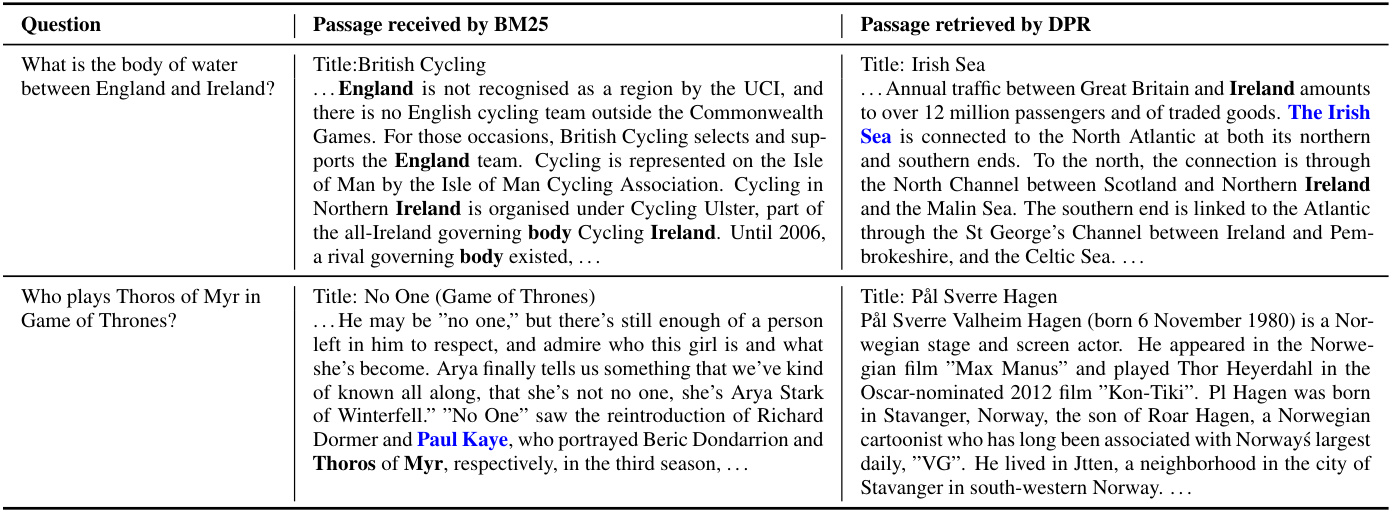 Question
Passage received by BM25
Passage retrieved by DPR
What is the body of water
between England and Ireland?
Title:British Cycling
...England is not recognised as a region by the UCI, and
there is no English cycling team outside the Commonwealth
Games. For those occasions, British Cycling selects and sup-
ports the England team. Cycling is represented on the Isle
of Man by the Isle of Man Cycling Association. Cycling in
Northern Ireland is organised under Cycling Ulster, part of
the all-Ireland governing body Cycling Ireland. Until 2006,
a rival governing body existed, ...
Title: Irish Sea
...Annual traffic between Great Britain and Ireland amounts
to over 12 million passengers and of traded goods. The Irish
Sea is connected to the North Atlantic at both its northern
and southern ends. To the north, the connection is through
the North Channel between Scotland and Northern Ireland
and the Malin Sea. The southern end is linked to the Atlantic
through the St George's Channel between Ireland and Pem-
brokeshire, and the Celtic Sea. ...
Who plays Thoros of Myr in
Game of Thrones?
Title: No One (Game of Thrones)
...He may be ”no one,” but there's still enough of a person
left in him to respect, and admire who this girl is and what
she's become. Arya finally tells us something that we've kind
of known all along, that she's not no one, she's Arya Stark
of Winterfell.” ”No One” saw the reintroduction of Richard
Dormer and Paul Kaye, who portrayed Beric Dondarrion and
Thoros of Myr, respectively, in the third season, ...
Title: Pål Sverre Hagen
Pål Sverre Valheim Hagen (born 6 November 1980) is a Nor-
wegian stage and screen actor. He appeared in the Norwe-
gian film ”Max Manus” and played Thor Heyerdahl in the
Oscar-nominated 2012 film ”Kon-Tiki”. Pl Hagen was born
in Stavanger, Norway, the son of Roar Hagen, a Norwegian
cartoonist who has long been associated with Norwayś largest
daily, ”VG”. He lived in Jtten, a neighborhood in the city of
Stavanger in south-western Norway. ...